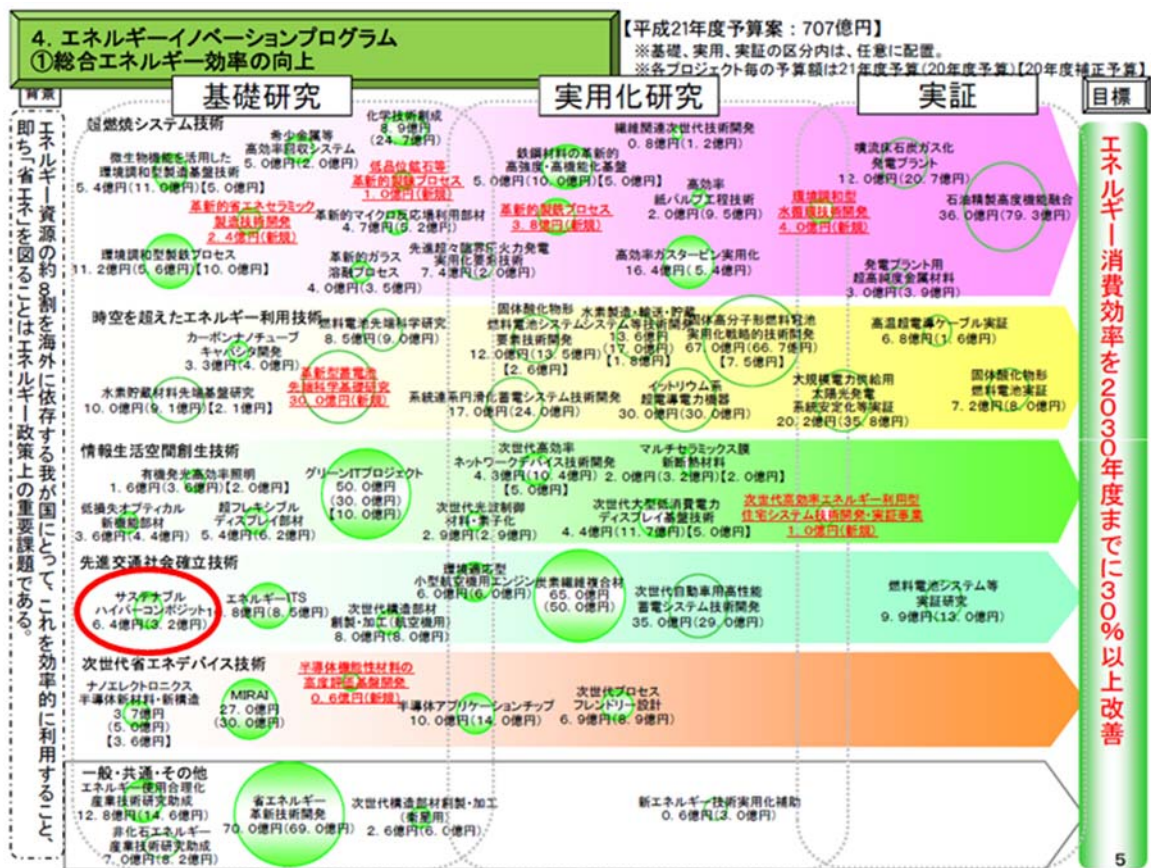 4. エネルギーイノベーションプログラム
①総合エネルギー効率の向上
【平成21年度予算案：707億円】
※基礎、実用、実証の区分内は、任意に配置。
※各プロジェクト毎の予算額は21年度予算(20年度予算)【20年度補正予算】
背景
基礎研究
実用化研究
実証
目標
エネルギー資源の約8割を海外に依存する我が国にとって、これを効率的に利用すること、
即ち「省エネ」を図ることはエネルギー政策上の重要課題である。
超燃焼システム技術
化学技術創成
8.9億円
(24.7億円)
希少金属等
高効率回収システム
5.0億円(2.0億円)
微生物機能を活用した
環境調和型製造基盤技術
5.4億円(11.0億円)【5.0億円】
低品位鉱石等
革新的製錬プロセス
1.0億円(新規)
革新的省エネセラミック
製造技術開発
2.4億円(新規)
革新的マイクロ反応場利用部材
4.7億円(5.2億円)
環境調和型製鉄プロセス
11.2億円(5.6億円)【10.0億円】
革新的ガラス
溶融プロセス
4.0億円(3.5億円)
先進超々臨界圧火力発電
実用化要素技術
7.4億円(2.0億円)
繊維関連次世代技術開発
0.8億円(1.2億円)
鉄鋼材料の革新的
高強度・高機能化基盤
5.0億円(10.0億円)【5.0億円】
革新的製鉄プロセス
3.8億円(新規)
高効率
紙パルプ工程技術
2.0億円(9.5億円)
高効率ガスタービン実用化
16.4億円(5.4億円)
環境調和型
水循環技術開発
4.0億円(新規)
噴流床石炭ガス化
発電プラント
12.0億円(20.7億円)
石油精製高度機能融合
36.0億円(79.3億円)
発電プラント用
超高純度金属材料
3.0億円(3.9億円)
時空を超えたエネルギー利用技術
カーボンナノチューブ
キャパシタ開発
3.3億円(4.0億円)
燃料電池先端科学研究
8.5億円(9.0億円)
水素貯蔵材料先端基盤研究
10.0億円(9.1億円)【2.1億円】
革新型蓄電池
先端科学基礎研究
30.0億円(新規)
固体酸化物形
燃料電池システム
要素技術開発
12.0億円(13.5億円)
【2.6億円】
水素製造・輸送・貯蔵
システム等技術開発
13.6億円
(17.0億円)
【1.8億円】
固体高分子形燃料電池
実用化戦略的技術開発
67.0億円(66.7億円)
【7.5億円】
系統連系円滑化蓄電システム技術開発
17.0億円(24.0億円)
イットリウム系
超電導電力機器
30.0億円(30.0億円)
高温超電導ケーブル実証
6.8億円(1.6億円)
大規模電力供給用
太陽光発電
系統安定化等実証
20.2億円(35.8億円)
固体酸化物形
燃料電池実証
7.2億円(8.0億円)
情報生活空間創生技術
有機発光高効率照明
1.6億円(3.6億円)【2.0億円】
グリーンITプロジェクト
50.0億円
(30.0億円)
【10.0億円】
低損失オプティカル
新機能部材
3.6億円(4.4億円)
超フレキシブル
ディスプレイ部材
5.4億円(6.2億円)
次世代高効率
ネットワークデバイス技術開発
4.3億円(10.4億円)
【5.0億円】
マルチセラミックス膜
新断熱材料
2.0億円(3.2億円)【2.0億円】
次世代光波制御
材料・素子化
2.9億円(2.9億円)
次世代大型低消費電力
ディスプレイ基盤技術
4.4億円(11.7億円)【5.0億円】
次世代高効率エネルギー利用型
住宅システム技術開発・実証事業
1.0億円(新規)
先進交通社会確立技術
サステナブル
ハイパーコンポジット
6.4億円(3.2億円)
エネルギーITS
.8億円(8.5億円)
次世代構造部材
創製・加工(航空機用)
8.0億円(8.0億円)
環境適応型
小型航空機用エンジン
6.0億円(6.0億円)
炭素繊維複合材
65.0億円
(50.0億円)
次世代自動車用高性能
蓄電システム技術開発
35.0億円(29.0億円)
燃料電池システム等
実証研究
9.9億円(13.0億円)
次世代省エネデバイス技術
ナノエレクトロニクス
半導体新材料・新構造
3.7億円
(5.0億円)
【3.6億円】
MIRAI
27.0億円
(30.0億円)
半導体機能性材料の
高度評価基盤開発
0.6億円(新規)
半導体アプリケーションチップ
10.0億円(14.0億円)
次世代プロセス
フレンドリー設計
6.9億円(8.9億円)
一般・共通・その他
エネルギー使用合理化
産業技術研究助成
12.8億円(14.6億円)
非化石エネルギー
産業技術研究助成
7.0億円(8.2億円)
省エネルギー
革新技術開発
70.0億円(69.0億円)
次世代構造部材創製・加工
(衛星用)
2.6億円(6.0億円)
新エネルギー技術実用化補助
0.6億円(3.0億円)
エネルギー消費効率を2030年度までに30%以上改善
5